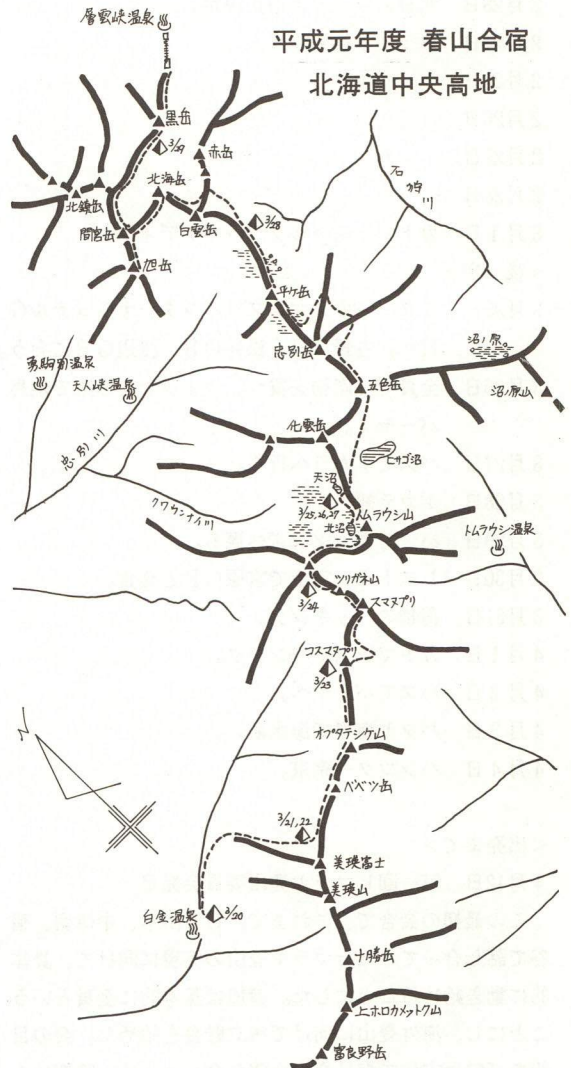 層雲峡温泉
平成元年度 春山合宿
北海道中央高地
黒岳
3/29
赤岳
石狩川
北鎮岳
北海岳
3/28
間宮岳
白雲岳
旭岳
平ヶ岳
忠別岳
沼ノ原
勇駒別温泉
天人峡温泉
五色岳
沼ノ原山
忠別川
化雲岳
ヒサゴ沼
天沼
クワウンナイ川
3/25,26,27
トムラウシ山
北沼
トムラウシ温泉
ツリガネ山
3/24
スマヌプリ
コスマヌプリ
3/23
N
オプタテシケ山
ベベツ岳
3/21,22
美瑛富士
美瑛山
3/20
白金温泉
十勝岳
上ホロカメットク山
富良野岳